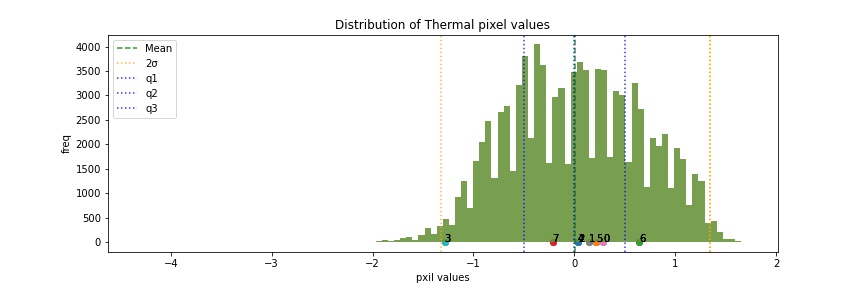 Distribution of Thermal pixel values
Mean
2σ
q1
q2
q3
freq
4000
3500
3000
2500
2000
1500
1000
500
0
3 7 2 1 5 0 6
−4 −3 −2 −1 0 1 2
pxil values